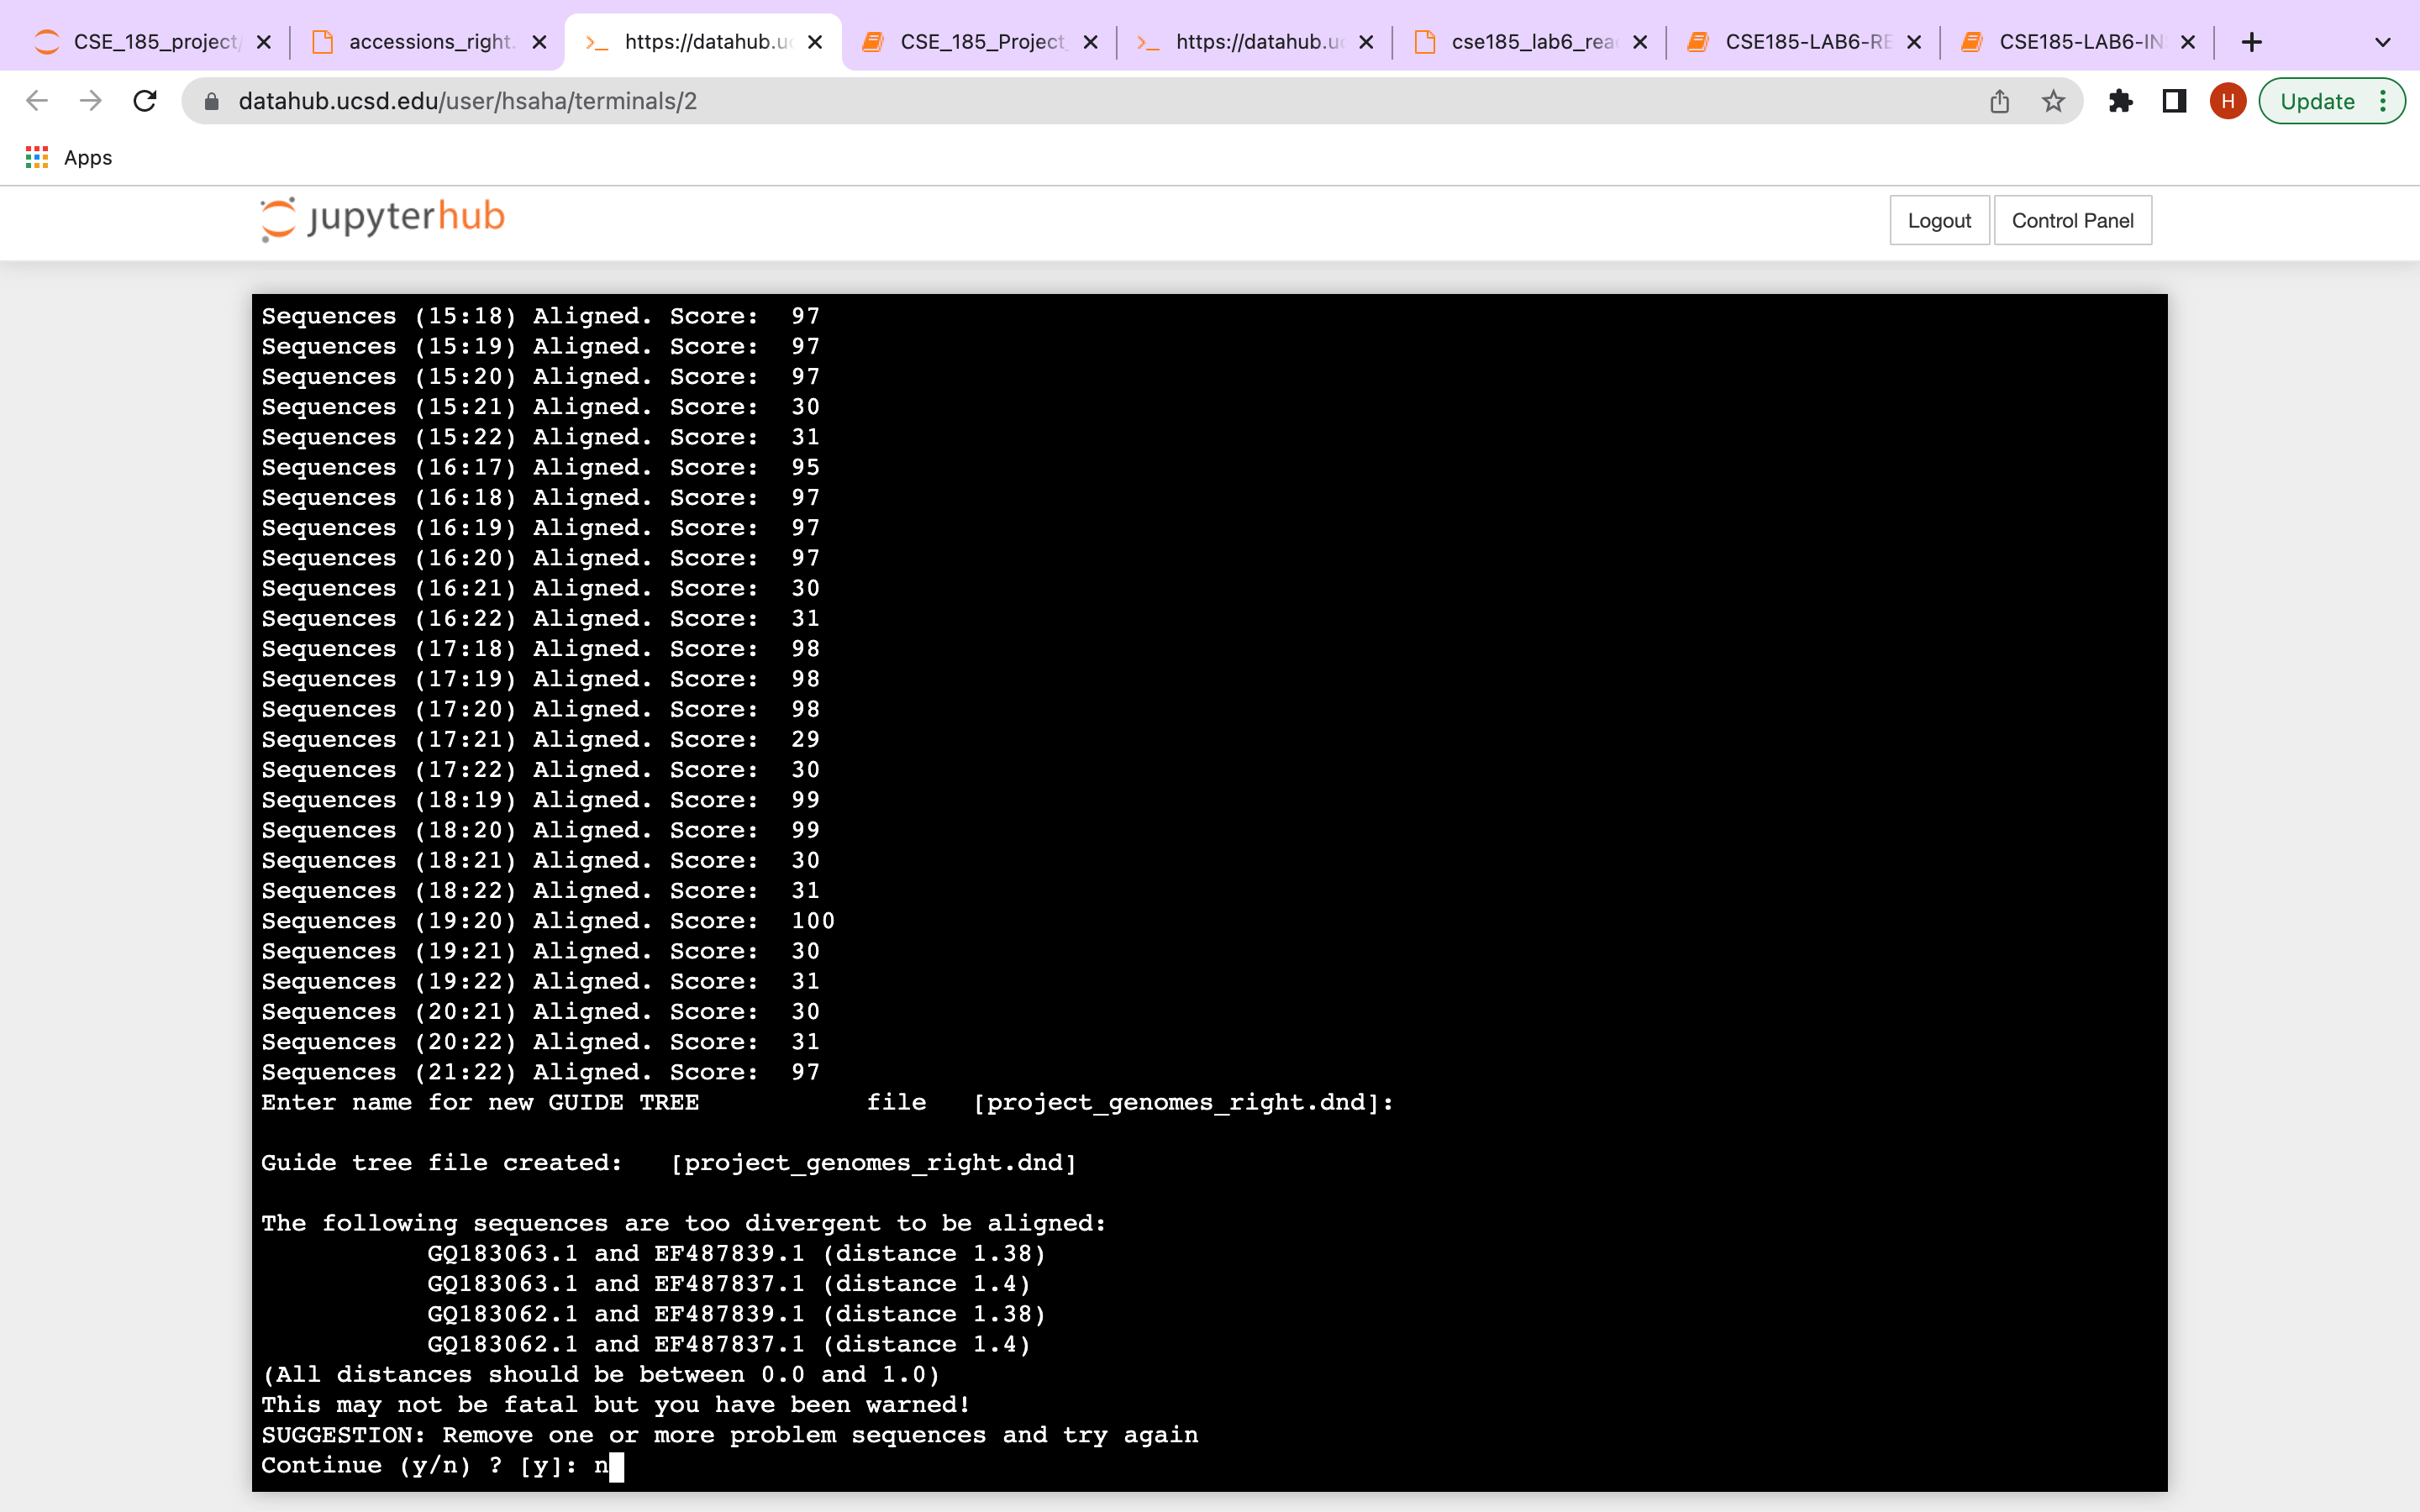 CSE_185_project/
accessions_right.
https://datahub.uc
CSE_185_Project_
https://datahub.uc
cse185_lab6_rea
CSE185-LAB6-RE
CSE185-LAB6-IN
datahub.ucsd.edu/user/hsaha/terminals/2
H
Update
Apps
jupyterhub
Logout
Control Panel
Sequences (15:18) Aligned. Score:  97
Sequences (15:19) Aligned. Score:  97
Sequences (15:20) Aligned. Score:  97
Sequences (15:21) Aligned. Score:  30
Sequences (15:22) Aligned. Score:  31
Sequences (16:17) Aligned. Score:  95
Sequences (16:18) Aligned. Score:  97
Sequences (16:19) Aligned. Score:  97
Sequences (16:20) Aligned. Score:  97
Sequences (16:21) Aligned. Score:  30
Sequences (16:22) Aligned. Score:  31
Sequences (17:18) Aligned. Score:  98
Sequences (17:19) Aligned. Score:  98
Sequences (17:20) Aligned. Score:  98
Sequences (17:21) Aligned. Score:  29
Sequences (17:22) Aligned. Score:  30
Sequences (18:19) Aligned. Score:  99
Sequences (18:20) Aligned. Score:  99
Sequences (18:21) Aligned. Score:  30
Sequences (18:22) Aligned. Score:  31
Sequences (19:20) Aligned. Score:  100
Sequences (19:21) Aligned. Score:  30
Sequences (19:22) Aligned. Score:  31
Sequences (20:21) Aligned. Score:  30
Sequences (20:22) Aligned. Score:  31
Sequences (21:22) Aligned. Score:  97
Enter name for new GUIDE TREE           file   [project_genomes_right.dnd]:
Guide tree file created:   [project_genomes_right.dnd]
The following sequences are too divergent to be aligned:
           GQ183063.1 and EF487839.1 (distance 1.38)
           GQ183063.1 and EF487837.1 (distance 1.4)
           GQ183062.1 and EF487839.1 (distance 1.38)
           GQ183062.1 and EF487837.1 (distance 1.4)
(All distances should be between 0.0 and 1.0)
This may not be fatal but you have been warned!
SUGGESTION: Remove one or more problem sequences and try again
Continue (y/n) ? [y]: n